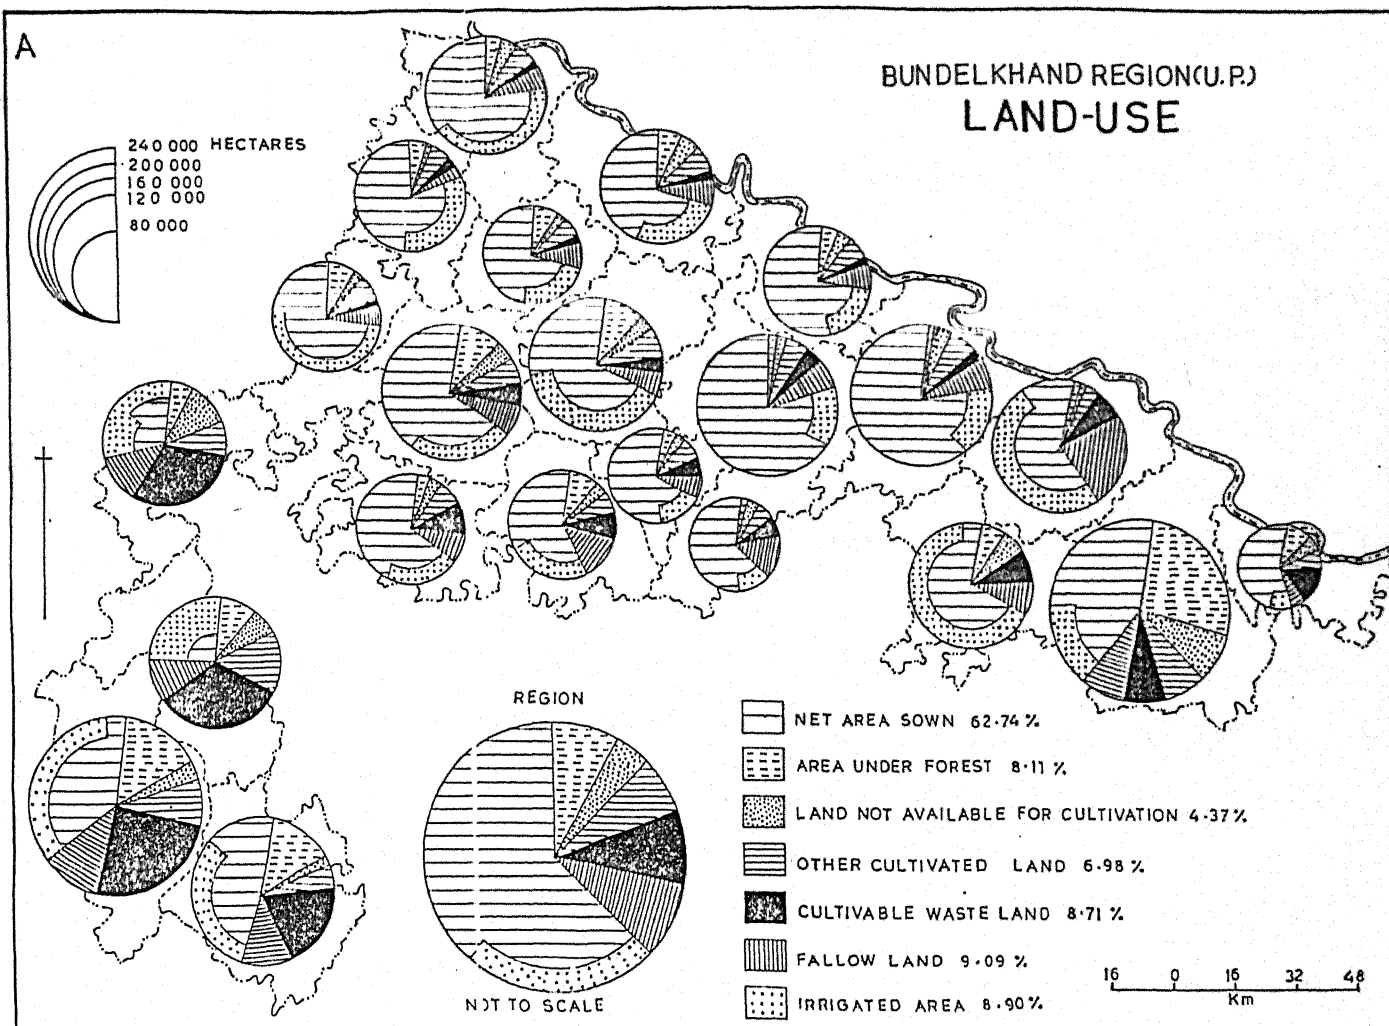 A
BUNDELKHAND REGION(U.P.)
LAND-USE
240 000 HECTARES
200 000
160 000
120 000
80 000
REGION
NOT TO SCALE
NET AREA SOWN 62.74 %
AREA UNDER FOREST 8.11 %
LAND NOT AVAILABLE FOR CULTIVATION 4.37 %
OTHER CULTIVATED LAND 6.98 %
CULTIVABLE WASTE LAND 8.71 %
FALLOW LAND 9.09 %
IRRIGATED AREA 8.90 %
16 0 16 32 48
Km